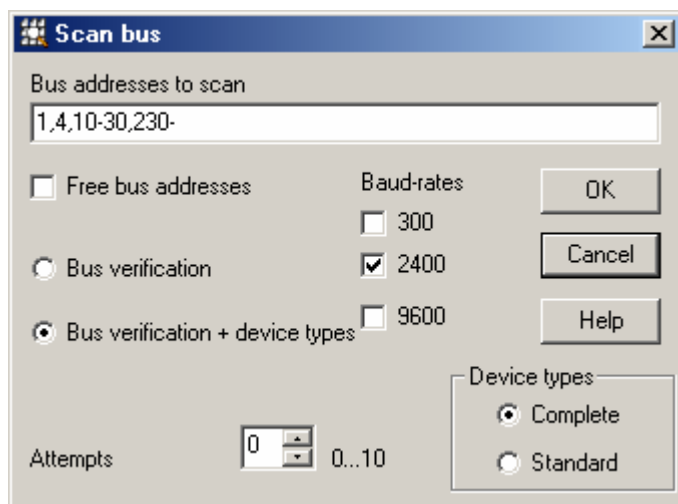 Scan bus
Bus addresses to scan
1,4,10-30,230-
Free bus addresses
Baud-rates
OK
300
Bus verification
2400
Cancel
Bus verification + device types
9600
Help
Device types
Complete
Attempts
0
0...10
Standard